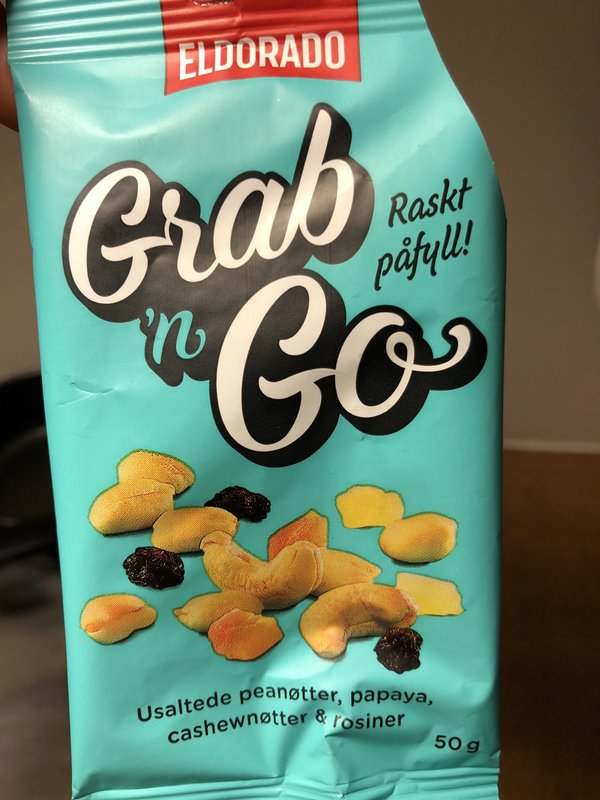 ELDORADO
Grab
'n
Go
Raskt
påfyll!
Usaltede peanøtter, papaya,
cashewnøtter & rosiner
50 g